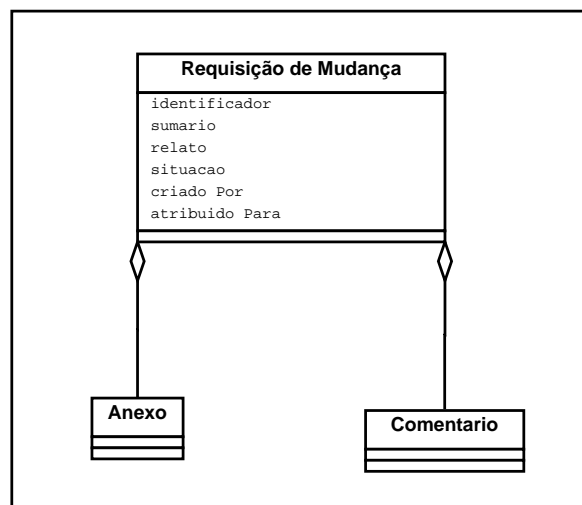 Requisição de Mudança
identificador
sumario
relato
situacao
criado Por
atribuido Para
Anexo
Comentario